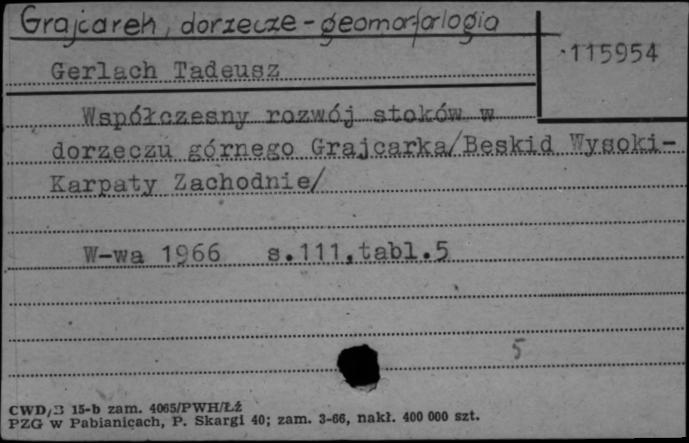 Grajcarek, dorzecze - geomorfologia
·115954
Gerlach Tadeusz
Współczesny rozwój stoków w
dorzeczu górnego Grajcarka/Beskid Wysoki-
Karpaty Zachodnie/
W-wa 1966 s.111,tabl.5
5
CWD/3 15-b zam. 4065/PWH/Łż
PZG w Pabianicach, P. Skargi 40; zam. 3-66, nakł. 400 000 szt.